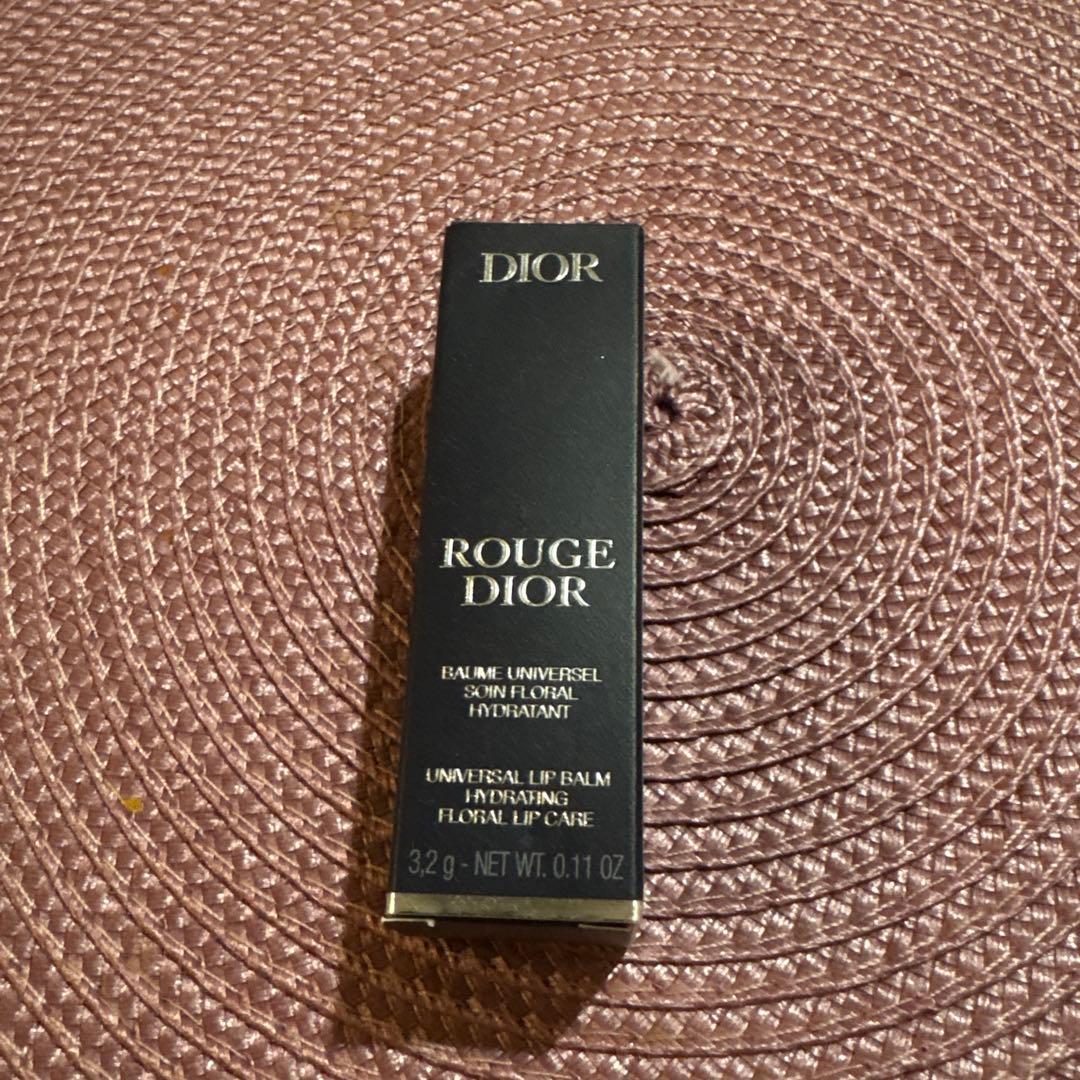 DIOR
ROUGE
DIOR
BAUME UNIVERSEL
SOIN FLORAL
HYDRATANT
UNIVERSAL LIP BALM
HYDRATING
FLORAL LIP CARE
3,2 g - NET WT. 0.11 OZ